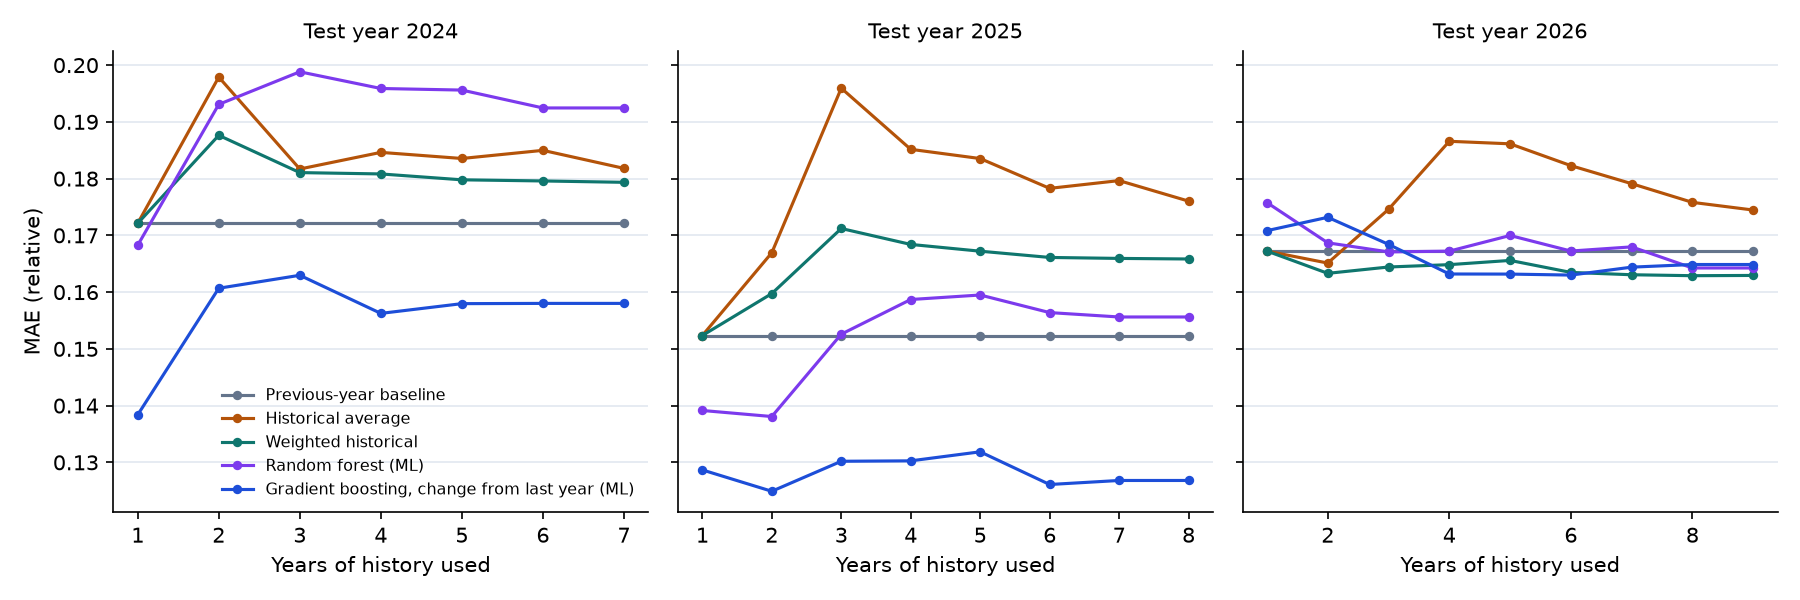 Test year 2024
Test year 2025
Test year 2026
MAE (relative)
0.20
0.19
0.18
0.17
0.16
0.15
0.14
0.13
Previous-year baseline
Historical average
Weighted historical
Random forest (ML)
Gradient boosting, change from last year (ML)
1 2 3 4 5 6 7
Years of history used
1 2 3 4 5 6 7 8
Years of history used
2 4 6 8
Years of history used